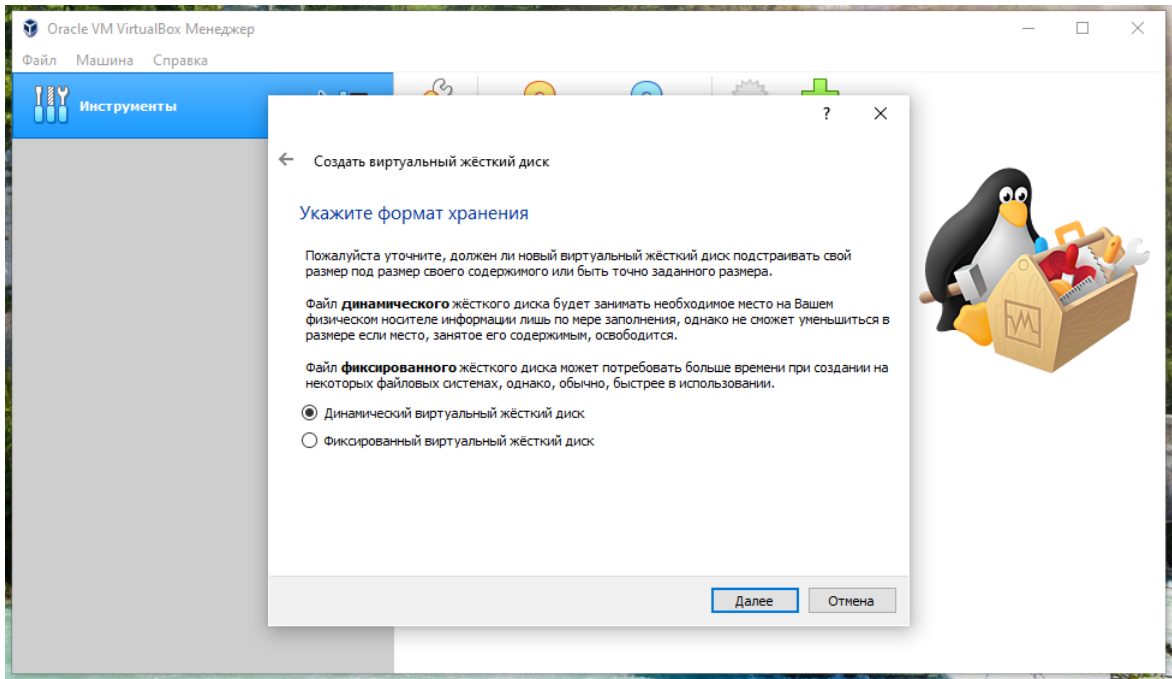 Oracle VM VirtualBox Менеджер
Файл Машина Справка
Инструменты
?
Создать виртуальный жёсткий диск
Укажите формат хранения
Пожалуйста уточните, должен ли новый виртуальный жёсткий диск подстраивать свой
размер под размер своего содержимого или быть точно заданного размера.
Файл динамического жёсткого диска будет занимать необходимое место на Вашем
физическом носителе информации лишь по мере заполнения, однако не сможет уменьшиться в
размере если место, занятое его содержимым, освободится.
Файл фиксированного жёсткого диска может потребовать больше времени при создании на
некоторых файловых системах, однако, обычно, быстрее в использовании.
Динамический виртуальный жёсткий диск
Фиксированный виртуальный жёсткий диск
Далее Отмена